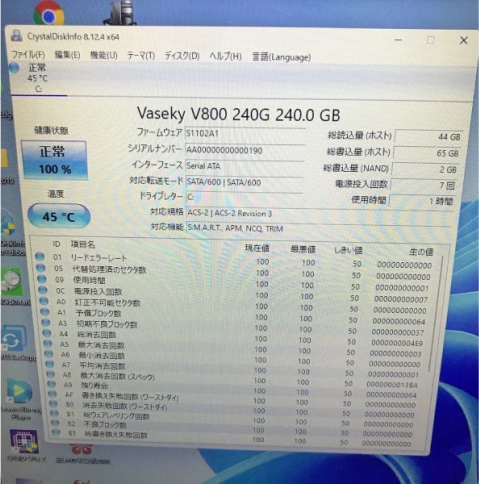 CrystalDiskInfo 8.12.4 x64
ファイル(F) 編集(E) 機能(U) テーマ(T) ディスク(D) ヘルプ(H) 言語(Language)
正常
45 °C
C:
Vaseky V800 240G 240.0 GB
健康状態
正常
100 %
温度
45 °C
ファームウェア S1102A1
シリアルナンバー AA00000000000190
インターフェース Serial ATA
対応転送モード SATA/600 | SATA/600
ドライブレター C:
対応規格 ACS-2 | ACS-2 Revision 3
対応機能 S.M.A.R.T., APM, NCQ, TRIM
総読込量 (ホスト) 44 GB
総書込量 (ホスト) 65 GB
総書込量 (NAND) 2 GB
電源投入回数 7 回
使用時間 1 時間
ID 項目名 現在値 最悪値 しきい値 生の値
01 リードエラーレート 100 100 50 000000000000
05 代替処理済のセクタ数 100 100 50 000000000000
09 使用時間 100 100 50 000000000001
0C 電源投入回数 100 100 50 000000000007
A0 訂正不可能セクタ数 100 100 50 000000000000
A1 予備ブロック数 100 100 50 000000000064
A3 初期不良ブロック数 100 100 50 000000000037
A4 総消去回数 100 100 50 0000000004E9
A5 最大消去回数 100 100 50 000000000003
A6 最小消去回数 100 100 50 000000000000
A7 平均消去回数 100 100 50 000000000001
A8 最大消去回数 (スペック) 100 100 50 0000000013BA
A9 残り寿命 100 100 50 000000000064
AF 書き換え失敗回数 (ワーストダイ) 100 100 50 000000000000
B0 消去失敗回数 (ワーストダイ) 100 100 50 000000000000
B1 総ウェアレベリング回数 100 100 50 000000000000
B2 不良ブロック数 100 100 50 000000000000
B5 総書き換え失敗回数 100 100 50 000000000000